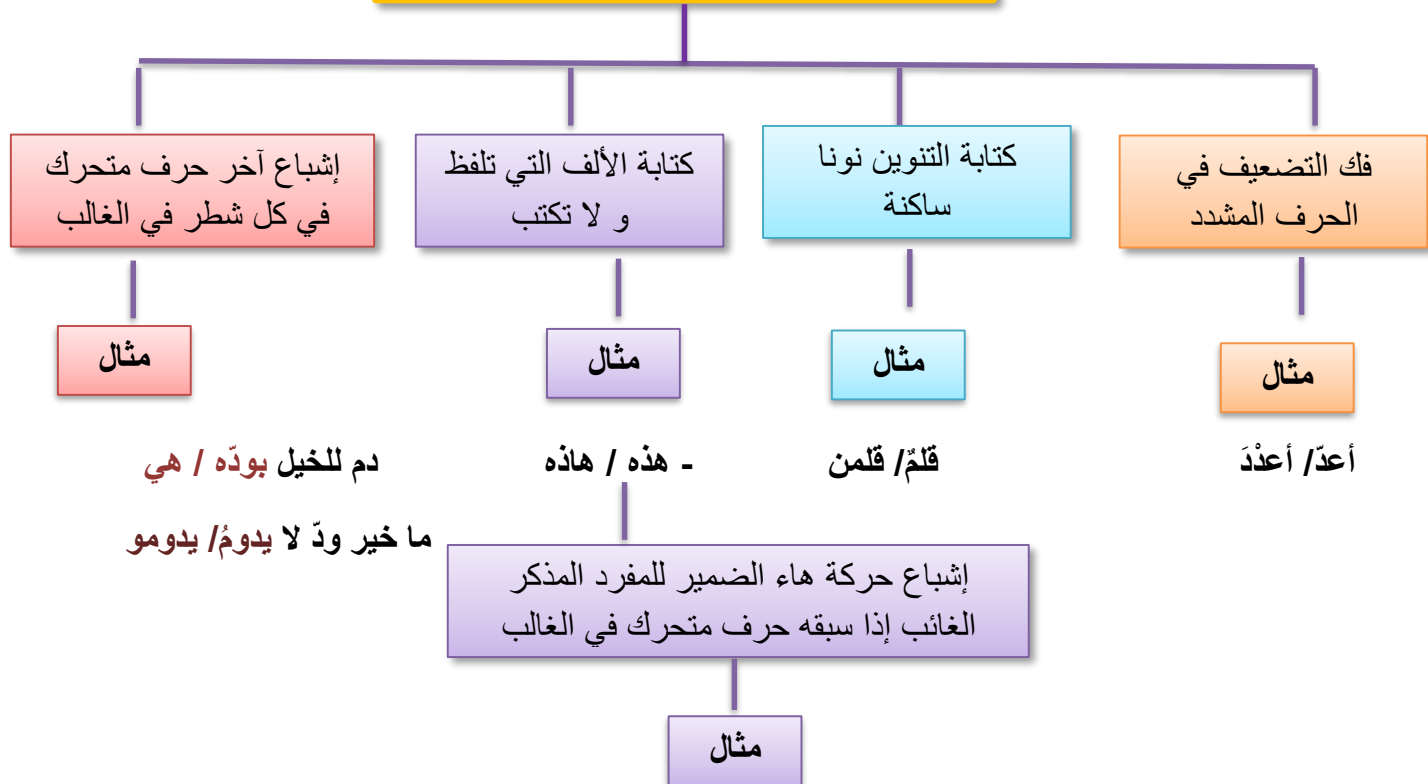 فك التضعيف في
الحرف المشدد
كتابة التنوين نونا
ساكنة
كتابة الألف التي تلفظ
و لا تكتب
إشباع آخر حرف متحرك
في كل شطر في الغالب
مثال
مثال
مثال
مثال
أعدّ/ أعدْدَ
قلمٌ/ قلمن
- هذه / هاذه
دم للخيل بودّه / هي
ما خير ودّ لا يدومُ/ يدومو
إشباع حركة هاء الضمير للمفرد المذكر
الغائب إذا سبقه حرف متحرك في الغالب
مثال